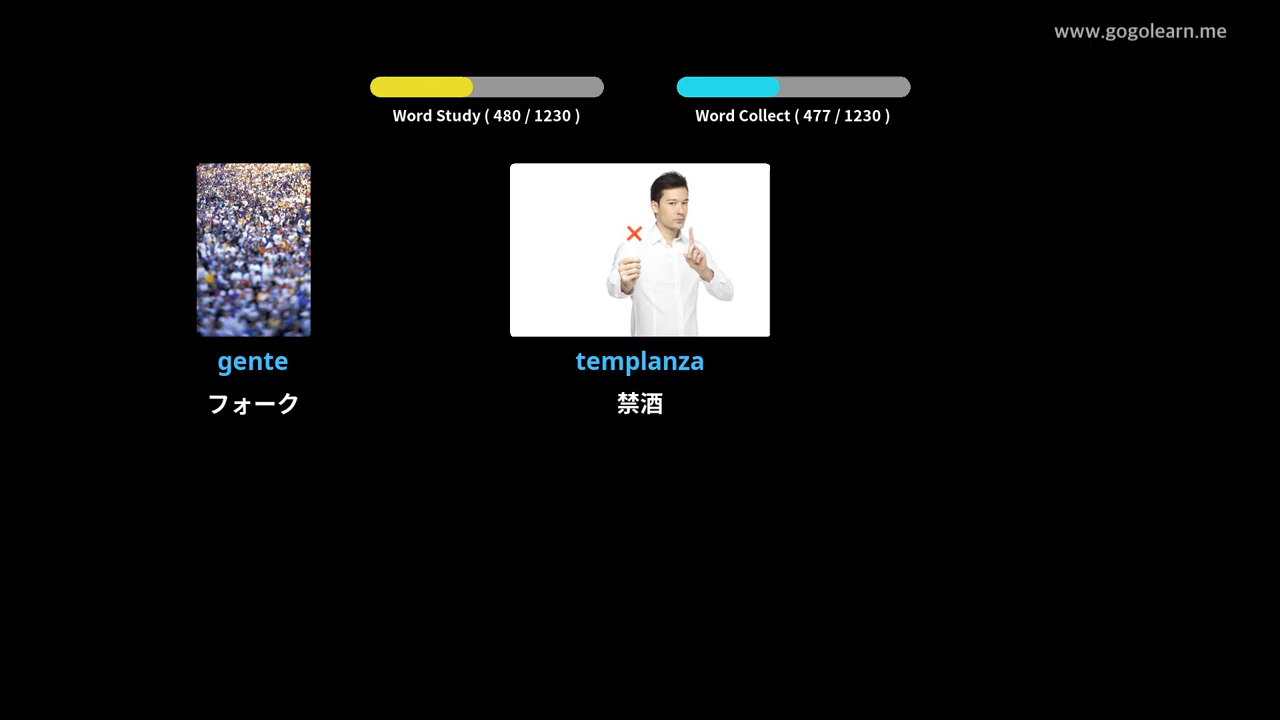 www.gogolearn.me
Word Study ( 480 / 1230 )
Word Collect ( 477 / 1230 )
gente
フォーク
templanza
禁酒